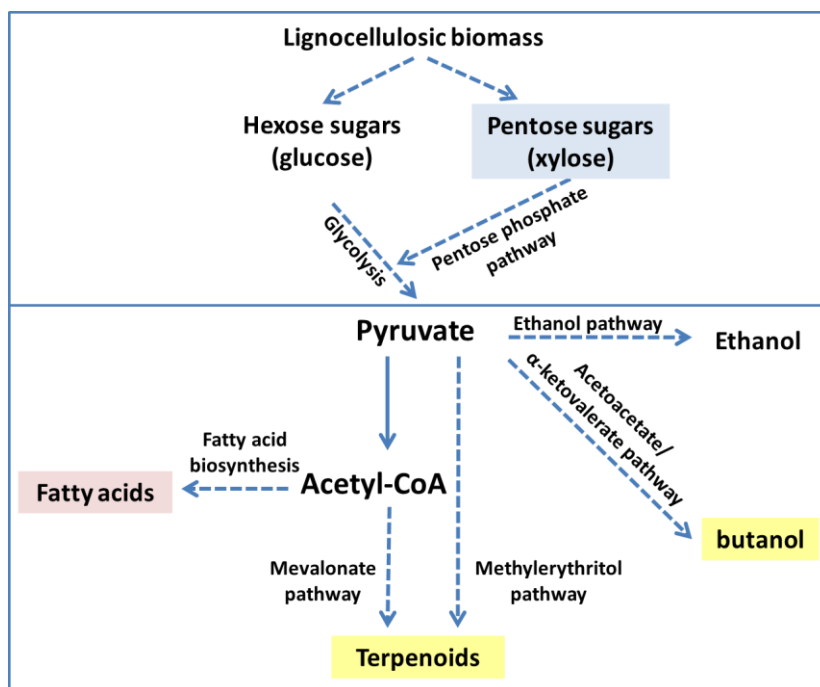 Lignocellulosic biomass
Hexose sugars
(glucose)
Pentose sugars
(xylose)
Glycolysis
Pentose phosphate
pathway
Pyruvate
Ethanol pathway
Ethanol
Acetoacetate/
α-ketovalerate pathway
Fatty acid
biosynthesis
Fatty acids
Acetyl-CoA
butanol
Mevalonate
pathway
Methylerythritol
pathway
Terpenoids